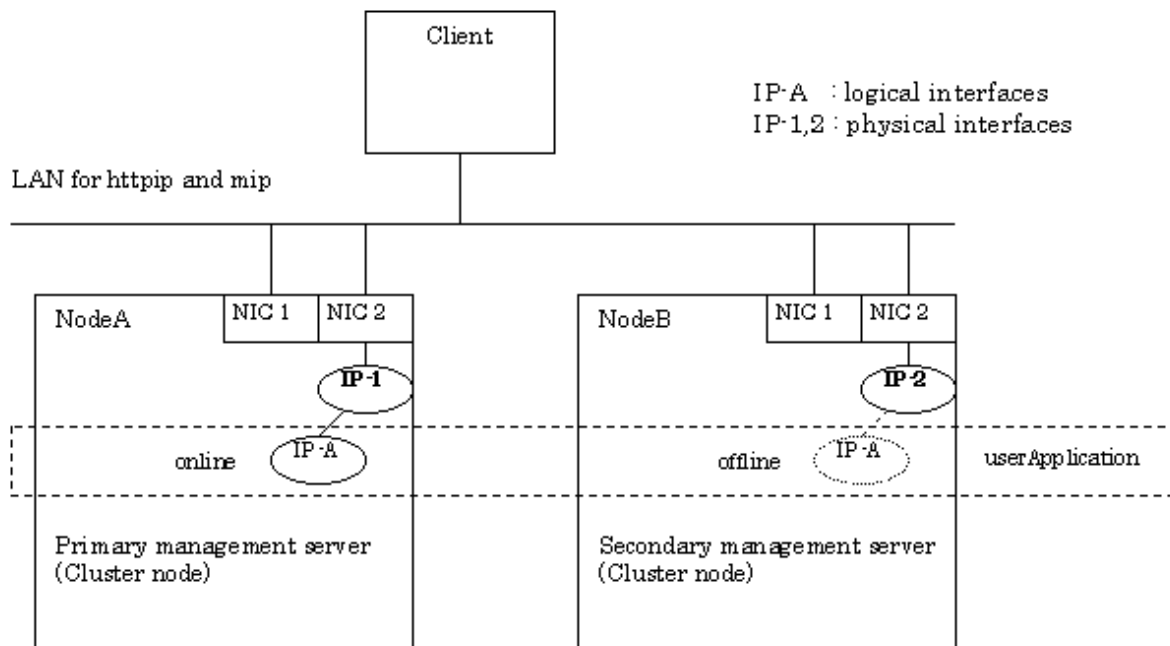 Client
IP-A : logical interfaces
IP-1,2 : physical interfaces
LAN for httpip and mip
NodeA
NIC 1
NIC 2
NodeB
NIC 1
NIC 2
IP-1
IP-2
online
IP-A
offline
IP-A
userApplication
Primary management server
(Cluster node)
Secondary management server
(Cluster node)